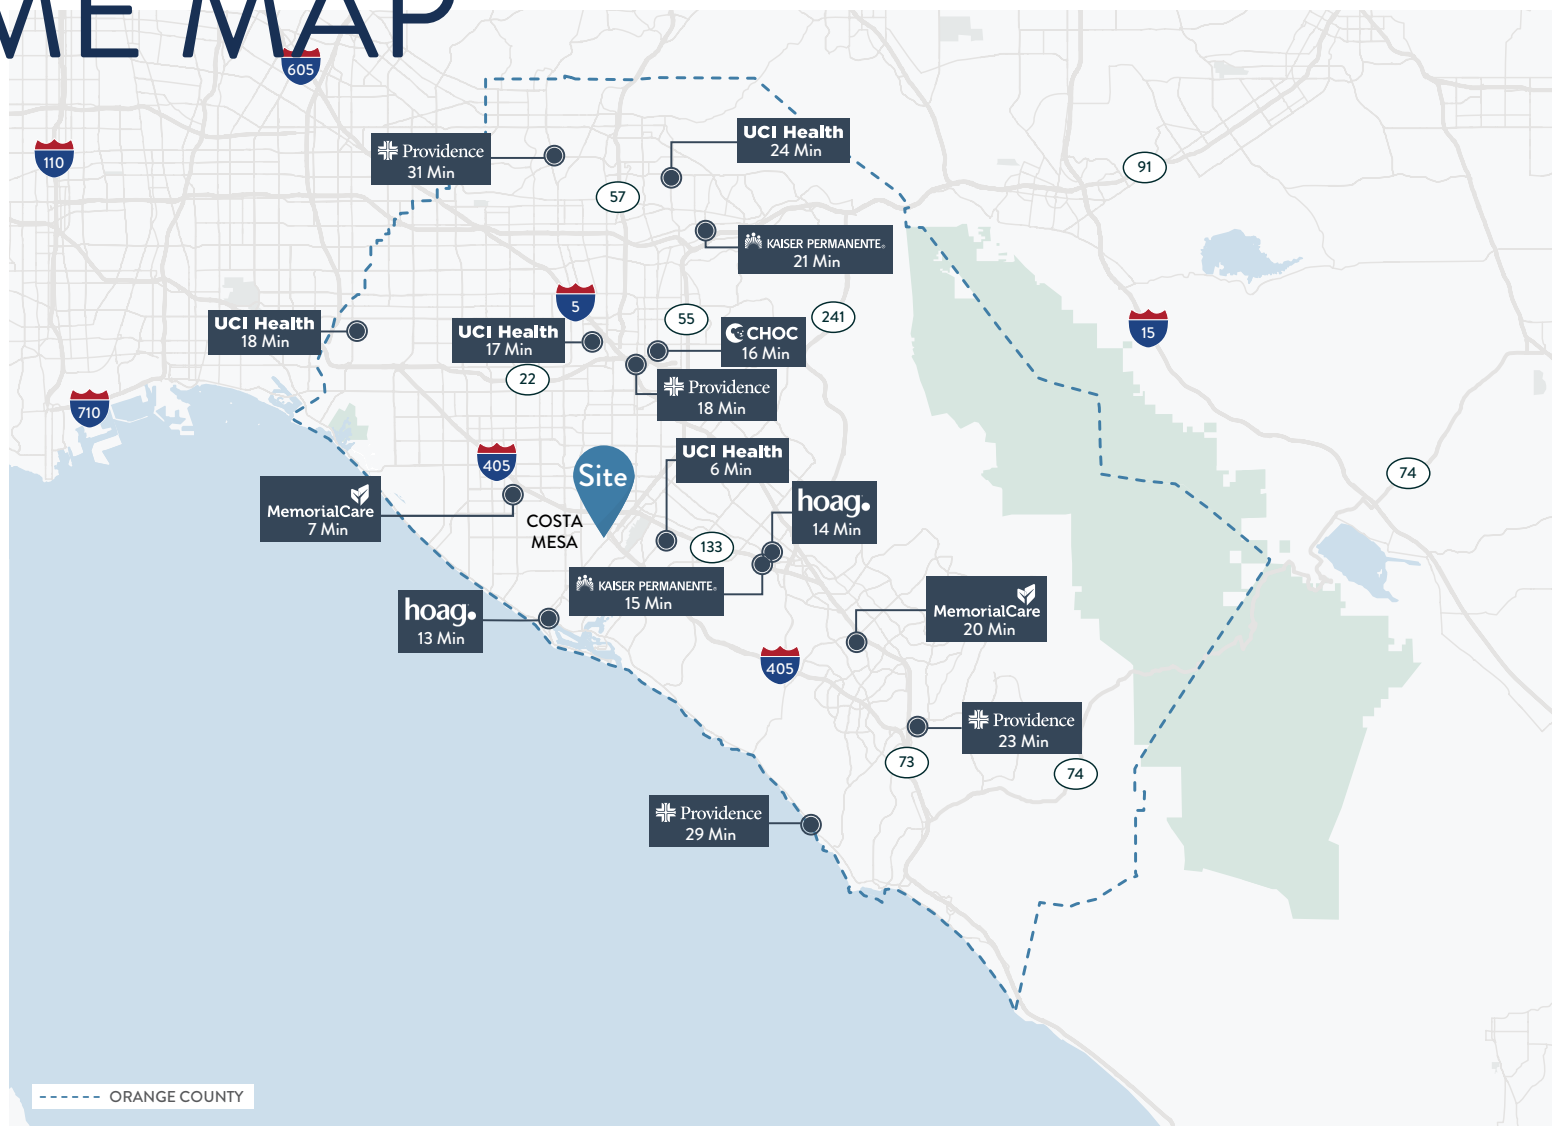 ME MAP
605
110
Providence
31 Min
UCI Health
24 Min
91
57
KAISER PERMANENTE®
21 Min
5
55
241
15
UCI Health
18 Min
UCI Health
17 Min
CHOC
16 Min
22
Providence
18 Min
710
405
Site
UCI Health
6 Min
74
MemorialCare
7 Min
COSTA
MESA
hoag.
14 Min
133
KAISER PERMANENTE®
15 Min
hoag.
13 Min
MemorialCare
20 Min
405
Providence
23 Min
73
74
Providence
29 Min
ORANGE COUNTY